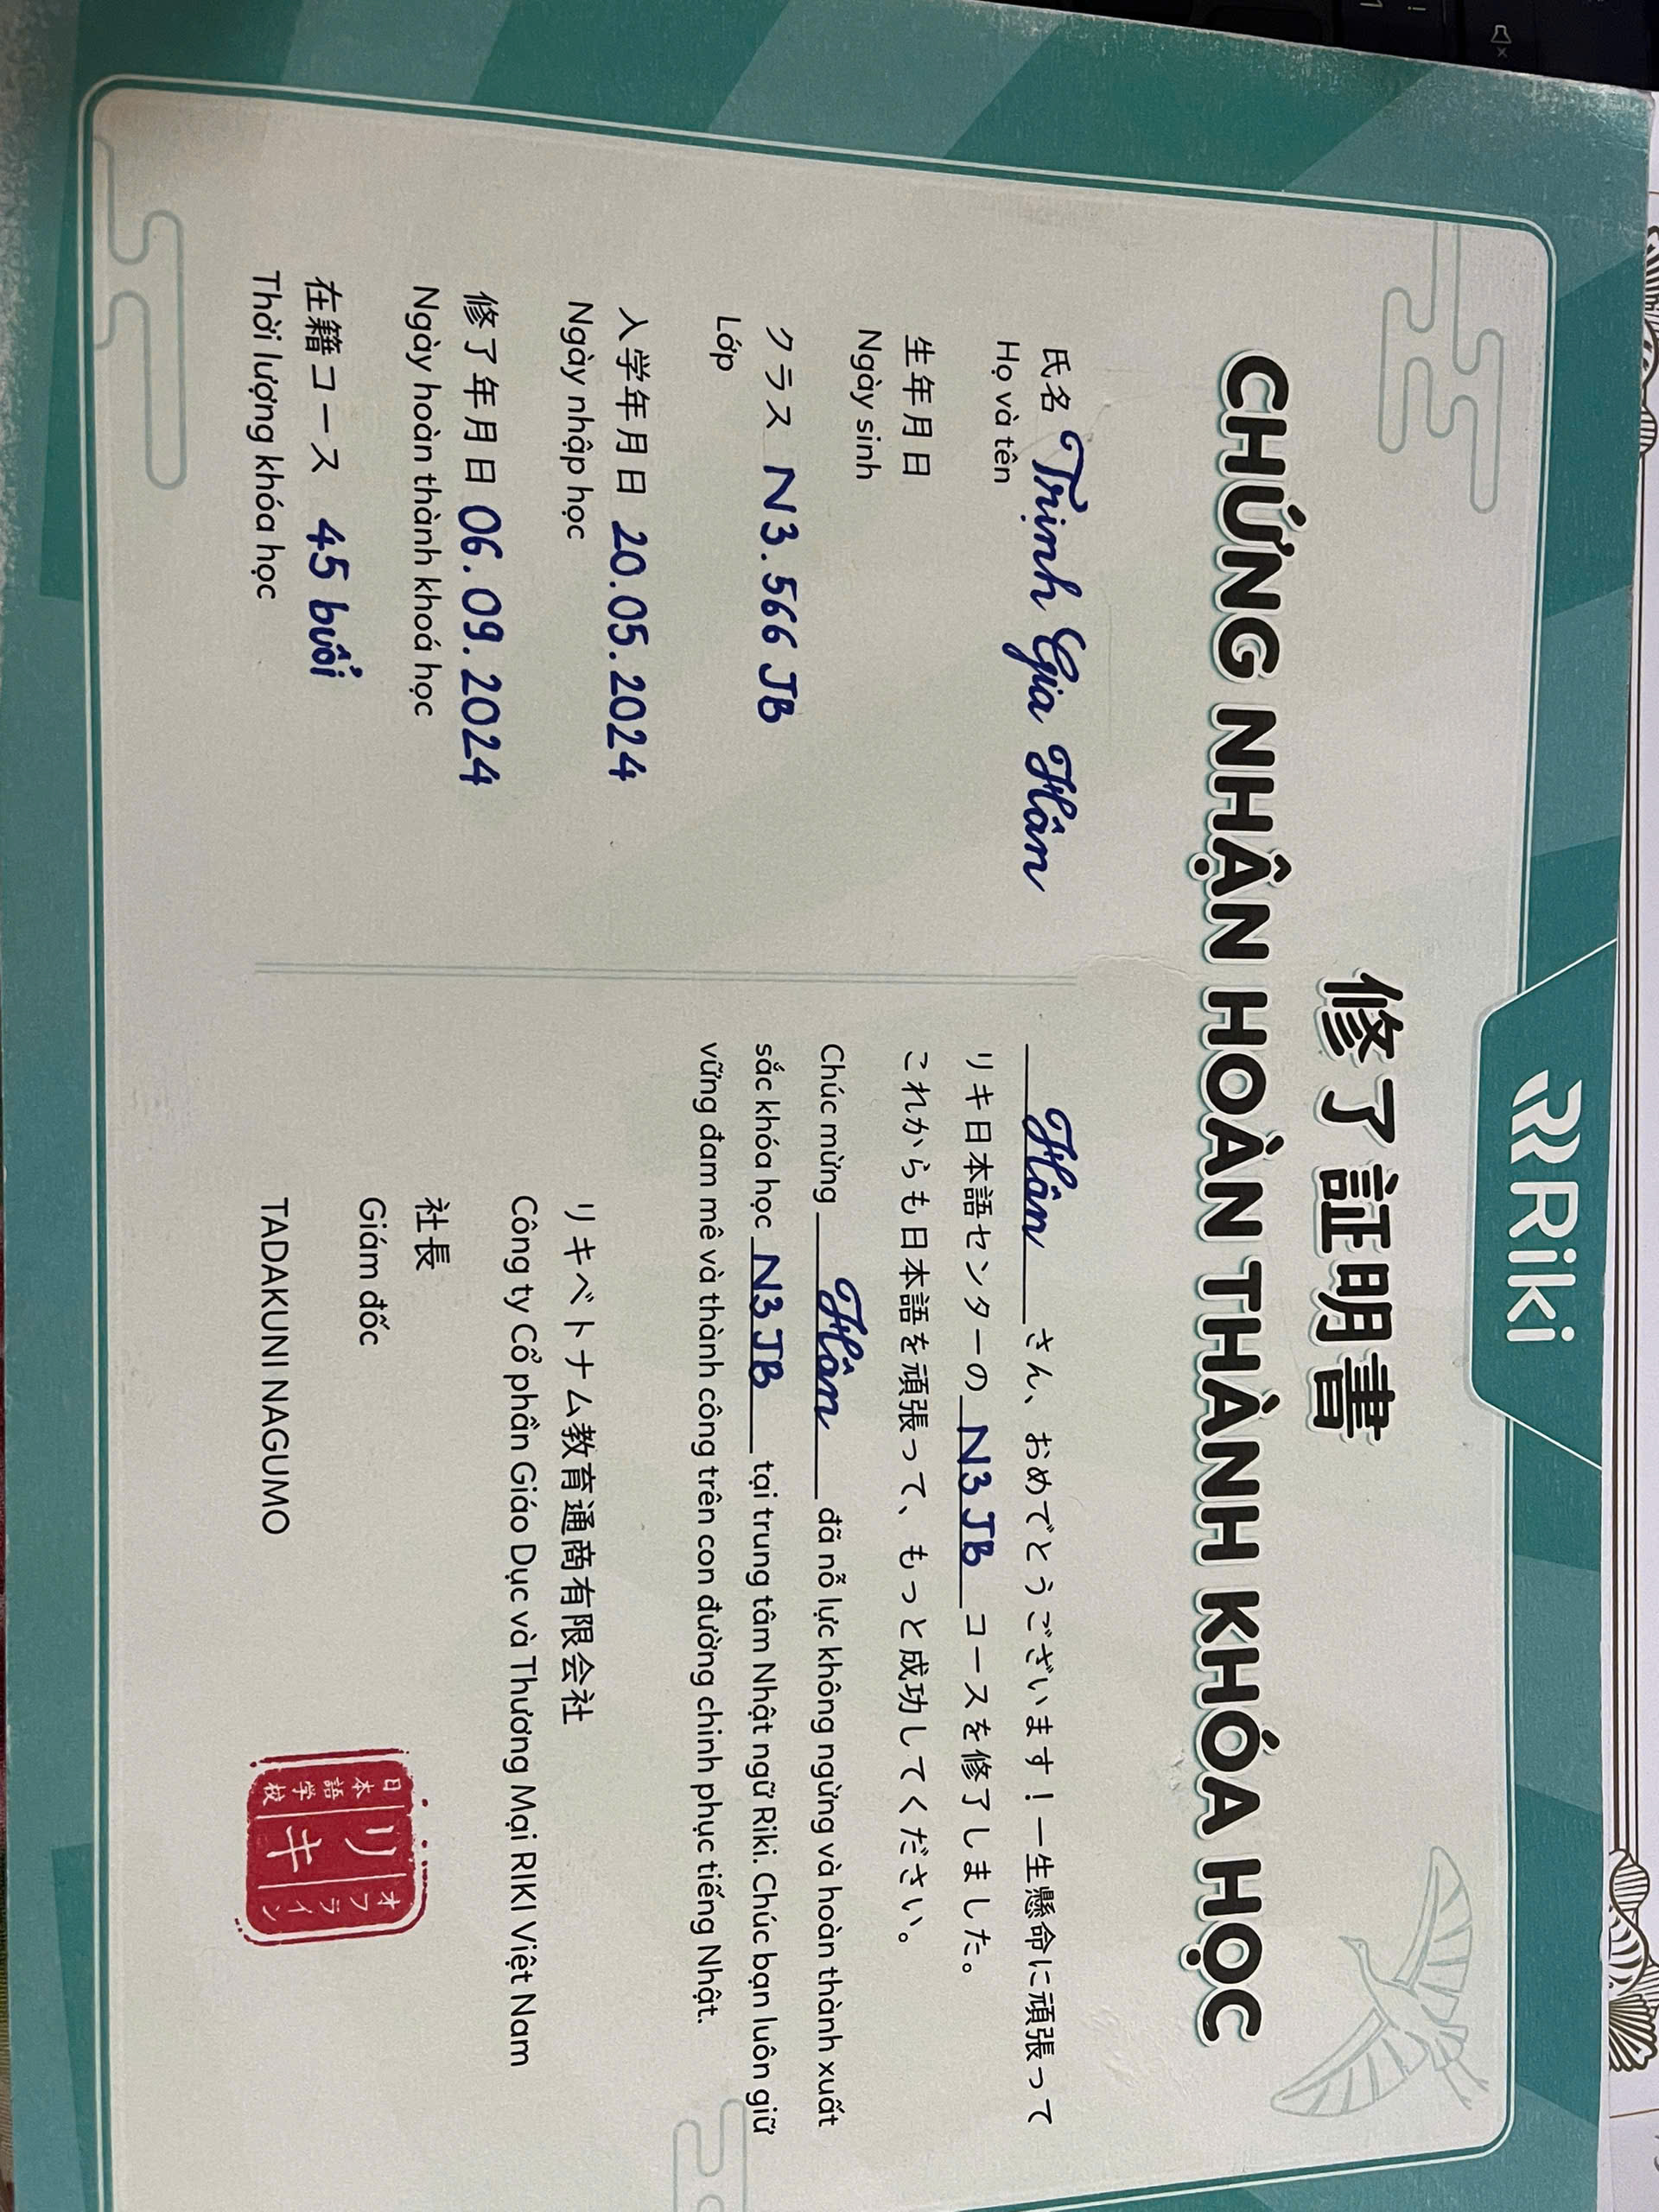 Riki
修了証明書
CHỨNG NHẬN HOÀN THÀNH KHÓA HỌC
氏名 Trịnh Gia Hân
Họ và tên
生年月日
Ngày sinh
クラス N3.566 JB
Lớp
入学年月日 20.05.2024
Ngày nhập học
修了年月日 06.09.2024
Ngày hoàn thành khoá học
在籍コース 45 buổi
Thời lượng khóa học
Hân さん、おめでとうございます！一生懸命に頑張って
リキ日本語センターの N3 JB コースを修了しました。
これからも日本語を頑張って、もっと成功してください。
Chúc mừng Hân đã nỗ lực không ngừng và hoàn thành xuất
sắc khóa học N3 JB tại trung tâm Nhật ngữ Riki. Chúc bạn luôn giữ
vững đam mê và thành công trên con đường chinh phục tiếng Nhật.
リキベトナム教育通商有限会社
Công ty Cổ phần Giáo Dục và Thương Mại RIKI Việt Nam
社長
Giám đốc
TADAKUNI NAGUMO
オフライン
リキ
日本語学校
!
1